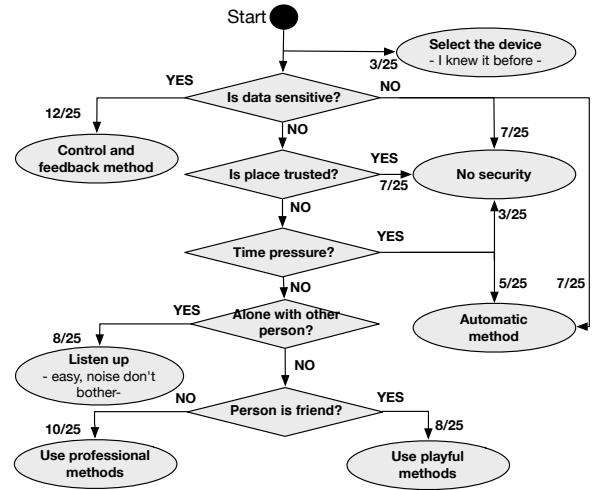 Start
Select the device
- I knew it before -
3/25
YES
Is data sensitive?
NO
12/25
NO
7/25
Control and
feedback method
Is place trusted?
YES
7/25
No security
NO
3/25
Time pressure?
YES
NO
5/25
7/25
YES
Alone with other
person?
Automatic
method
8/25
Listen up
- easy, noise don't
bother-
NO
NO
Person is friend?
YES
10/25
8/25
Use professional
methods
Use playful
methods